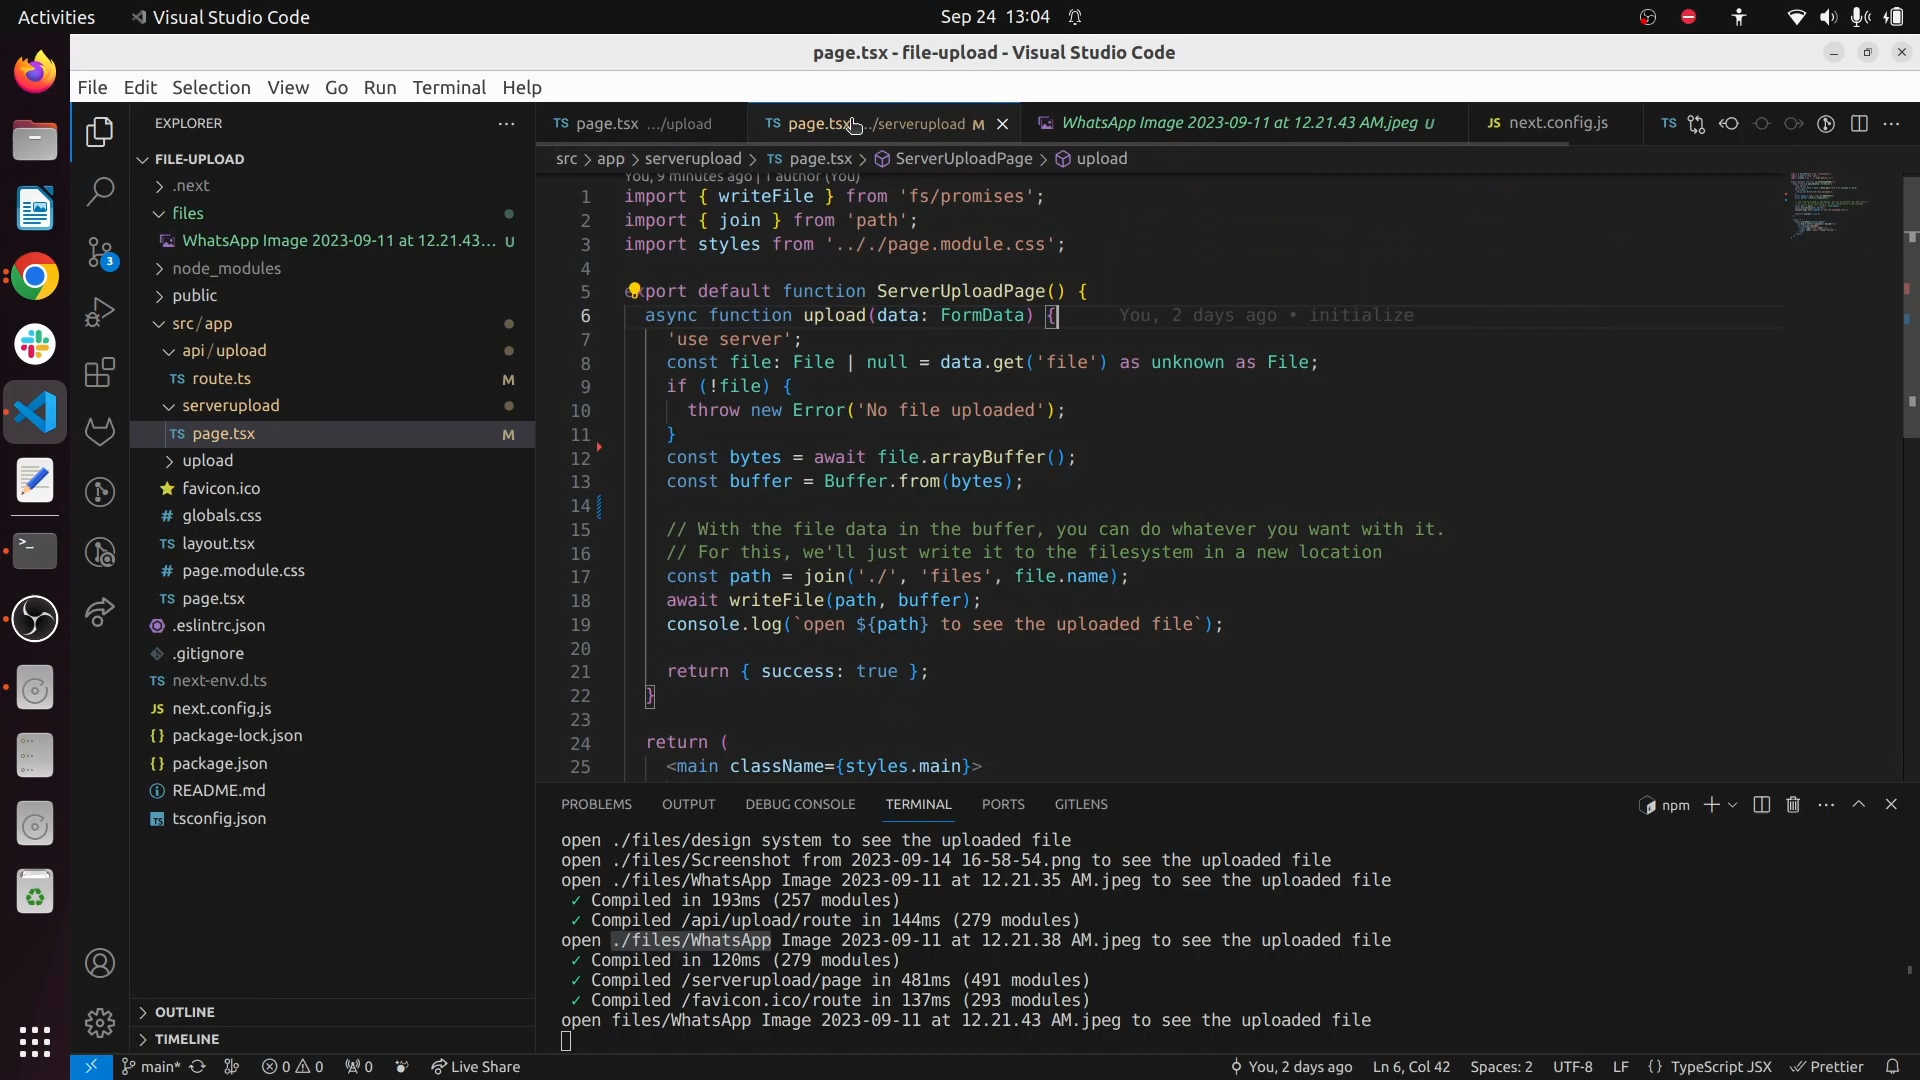 Activities
Visual Studio Code
Sep 24 13:04
page.tsx - file-upload - Visual Studio Code
File Edit Selection View Go Run Terminal Help
EXPLORER
FILE-UPLOAD
.next
files
WhatsApp Image 2023-09-11 at 12.21.43... U
node_modules
public
src/app
api/upload
TS route.ts M
serverupload
TS page.tsx M
upload
favicon.ico
# globals.css
TS layout.tsx
# page.module.css
TS page.tsx
.eslintrc.json
.gitignore
TS next-env.d.ts
JS next.config.js
{} package-lock.json
{} package.json
README.md
tsconfig.json
OUTLINE
TIMELINE
3
TS page.tsx .../upload
TS page.tsx .../serverupload M
WhatsApp Image 2023-09-11 at 12.21.43 AM.jpeg U
JS next.config.js
TS
src > app > serverupload > TS page.tsx > ServerUploadPage > upload
You, 9 minutes ago | 1 author (You)
1 import { writeFile } from 'fs/promises';
2 import { join } from 'path';
3 import styles from '.././page.module.css';
4
5 export default function ServerUploadPage() {
6 async function upload(data: FormData) { You, 2 days ago • initialize
7 'use server';
8 const file: File | null = data.get('file') as unknown as File;
9 if (!file) {
10 throw new Error('No file uploaded');
11 }
12 const bytes = await file.arrayBuffer();
13 const buffer = Buffer.from(bytes);
14
15 // With the file data in the buffer, you can do whatever you want with it.
16 // For this, we'll just write it to the filesystem in a new location
17 const path = join('./', 'files', file.name);
18 await writeFile(path, buffer);
19 console.log(`open ${path} to see the uploaded file`);
20
21 return { success: true };
22 }
23
24 return (
25 <main className={styles.main}>
PROBLEMS OUTPUT DEBUG CONSOLE TERMINAL PORTS GITLENS
npm
open ./files/design system to see the uploaded file
open ./files/Screenshot from 2023-09-14 16-58-54.png to see the uploaded file
open ./files/WhatsApp Image 2023-09-11 at 12.21.35 AM.jpeg to see the uploaded file
✓ Compiled in 193ms (257 modules)
✓ Compiled /api/upload/route in 144ms (279 modules)
open ./files/WhatsApp Image 2023-09-11 at 12.21.38 AM.jpeg to see the uploaded file
✓ Compiled in 120ms (279 modules)
✓ Compiled /serverupload/page in 481ms (491 modules)
✓ Compiled /favicon.ico/route in 137ms (293 modules)
open files/WhatsApp Image 2023-09-11 at 12.21.43 AM.jpeg to see the uploaded file
main* 0 0 0 Live Share You, 2 days ago Ln 6, Col 42 Spaces: 2 UTF-8 LF {} TypeScript JSX Prettier